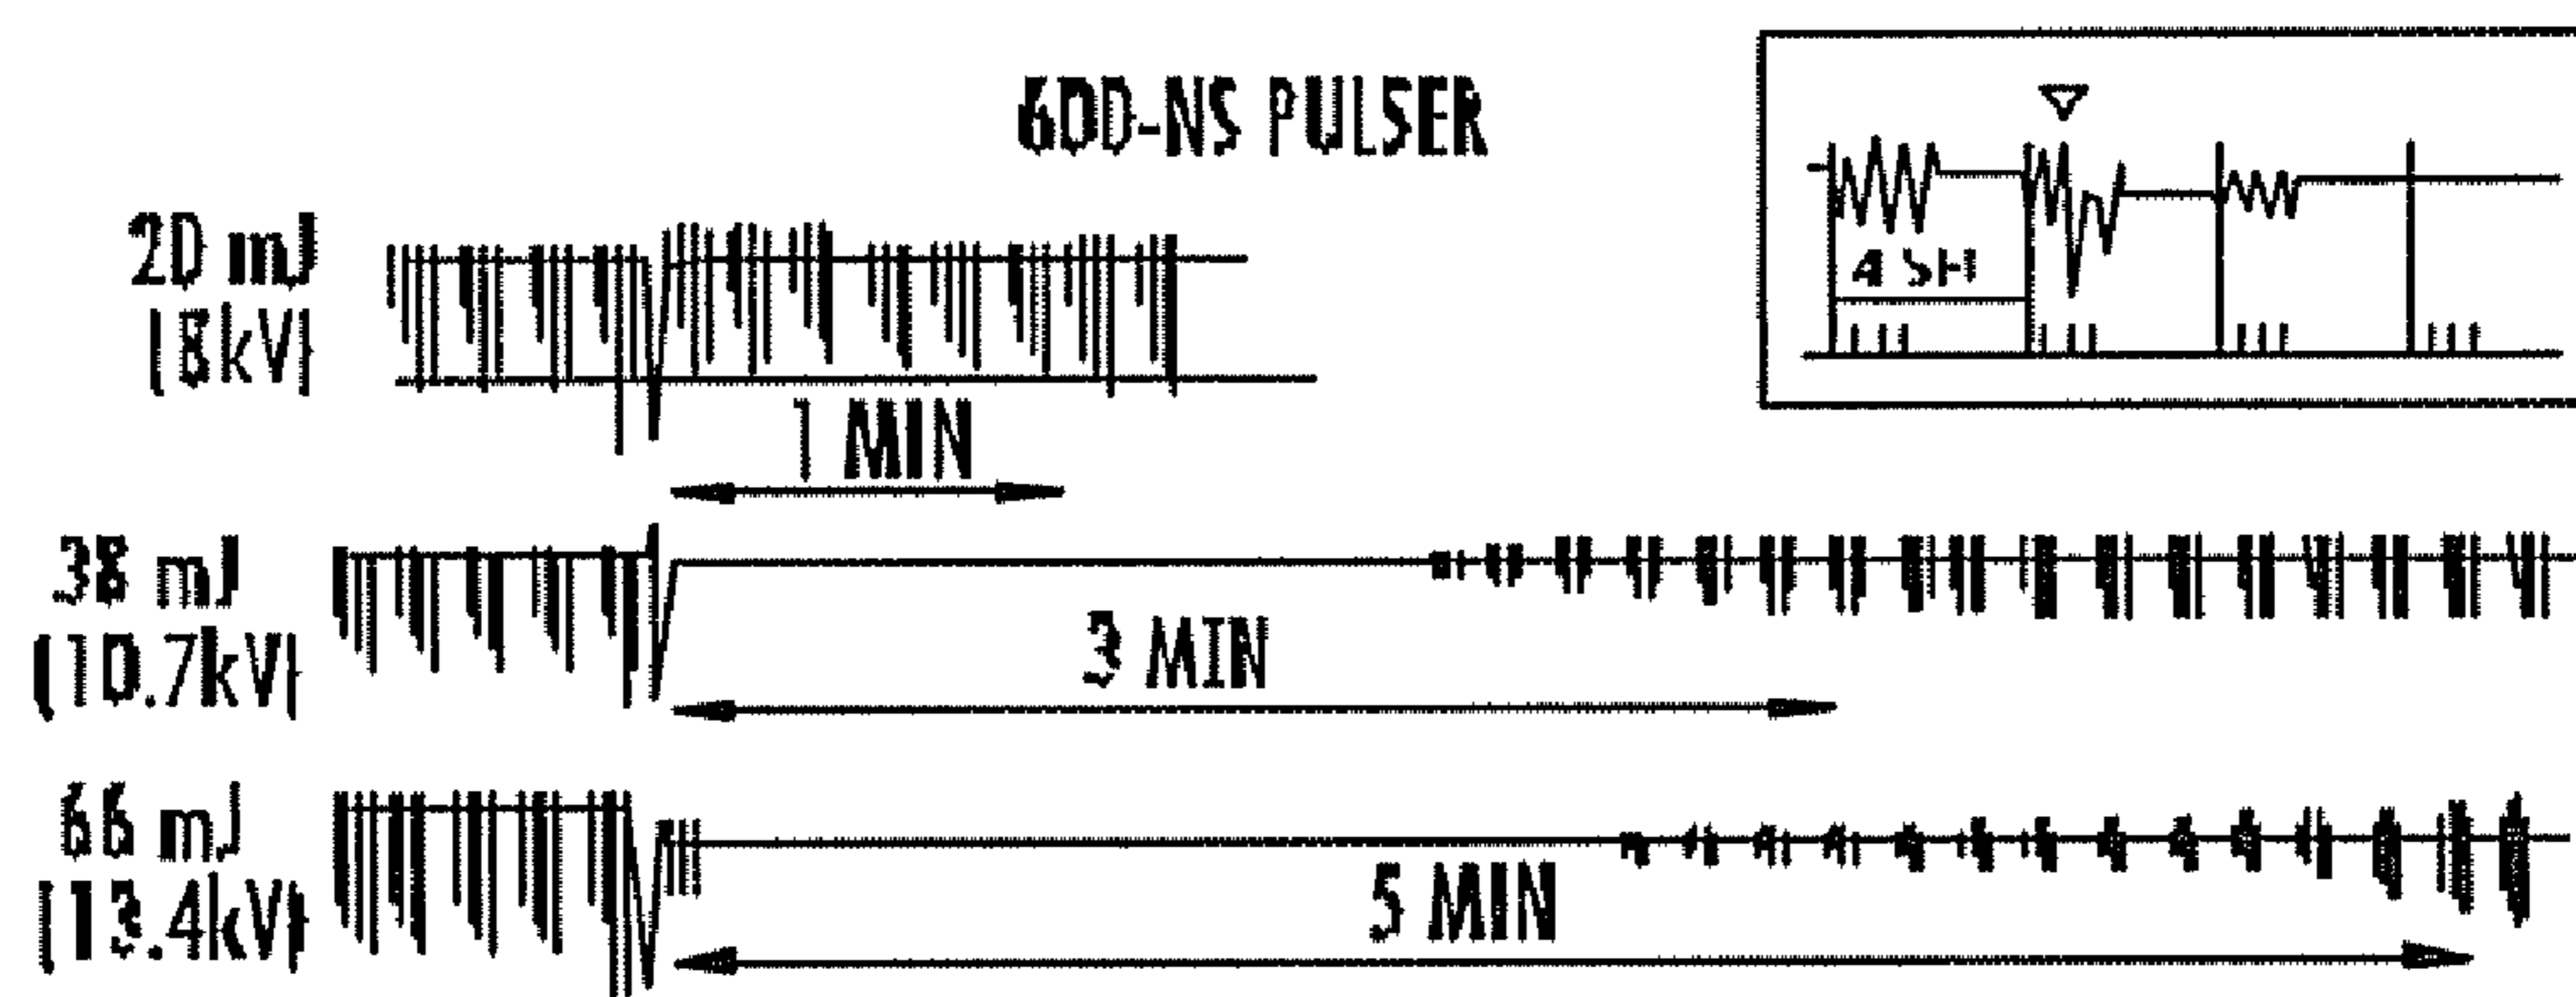 600-NS PULSER
20 mJ
(8kV)
1 MIN
38 mJ
(10.7kV)
3 MIN
66 mJ
(13.4kV)
5 MIN
4